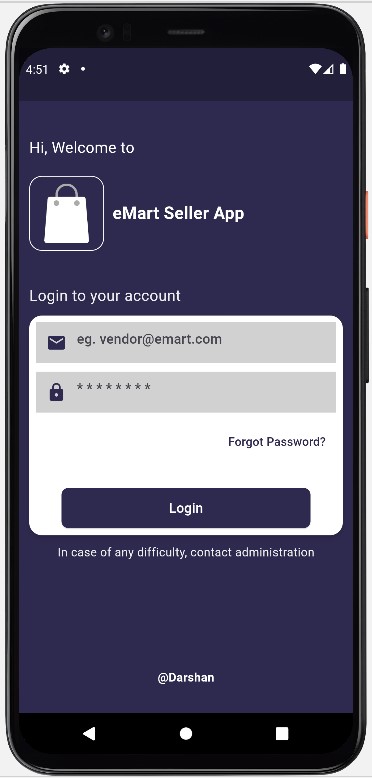 4:51
Hi, Welcome to
eMart Seller App
Login to your account
eg. vendor@emart.com
* * * * * * * *
Forgot Password?
Login
In case of any difficulty, contact administration
@Darshan